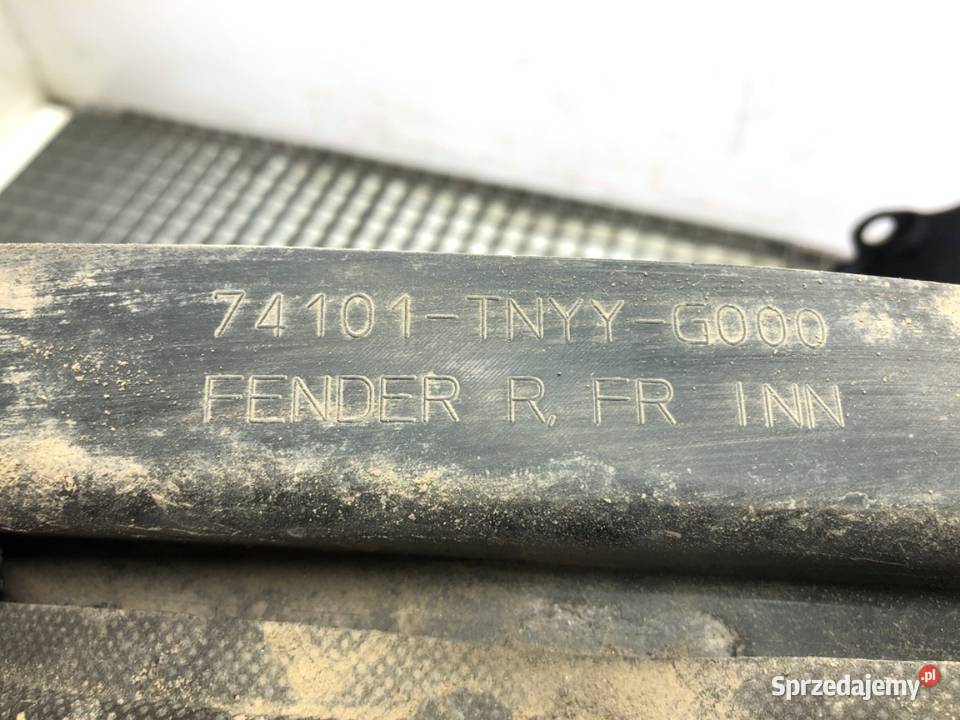 74101-TNYY-G000
FENDER R, FR INN
Sprzedajemy.pl